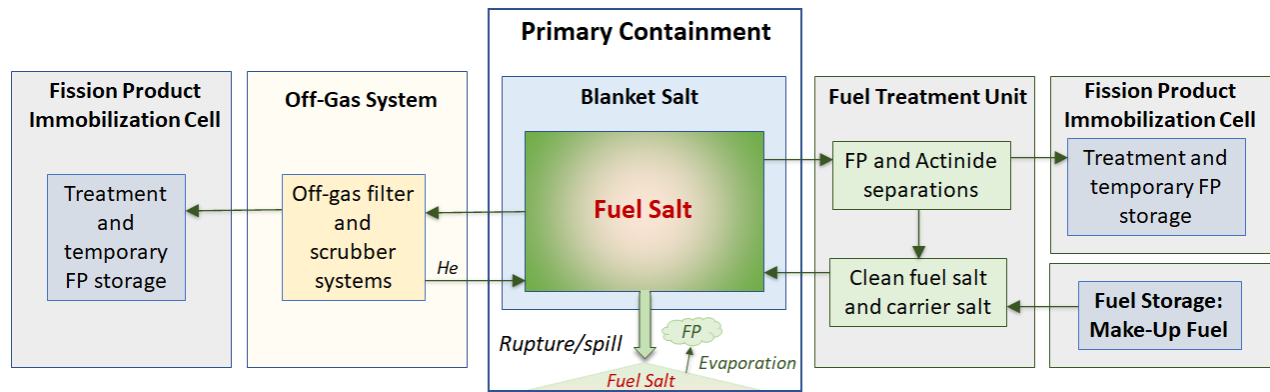 Primary Containment
Fission Product
Immobilization Cell
Treatment
and
temporary
FP storage
Off-Gas System
Off-gas filter
and
scrubber
systems
He
Blanket Salt
Fuel Salt
Rupture/spill
FP
Evaporation
Fuel Salt
Fuel Treatment Unit
FP and Actinide
separations
Clean fuel salt
and carrier salt
Fission Product
Immobilization Cell
Treatment and
temporary FP
storage
Fuel Storage:
Make-Up Fuel